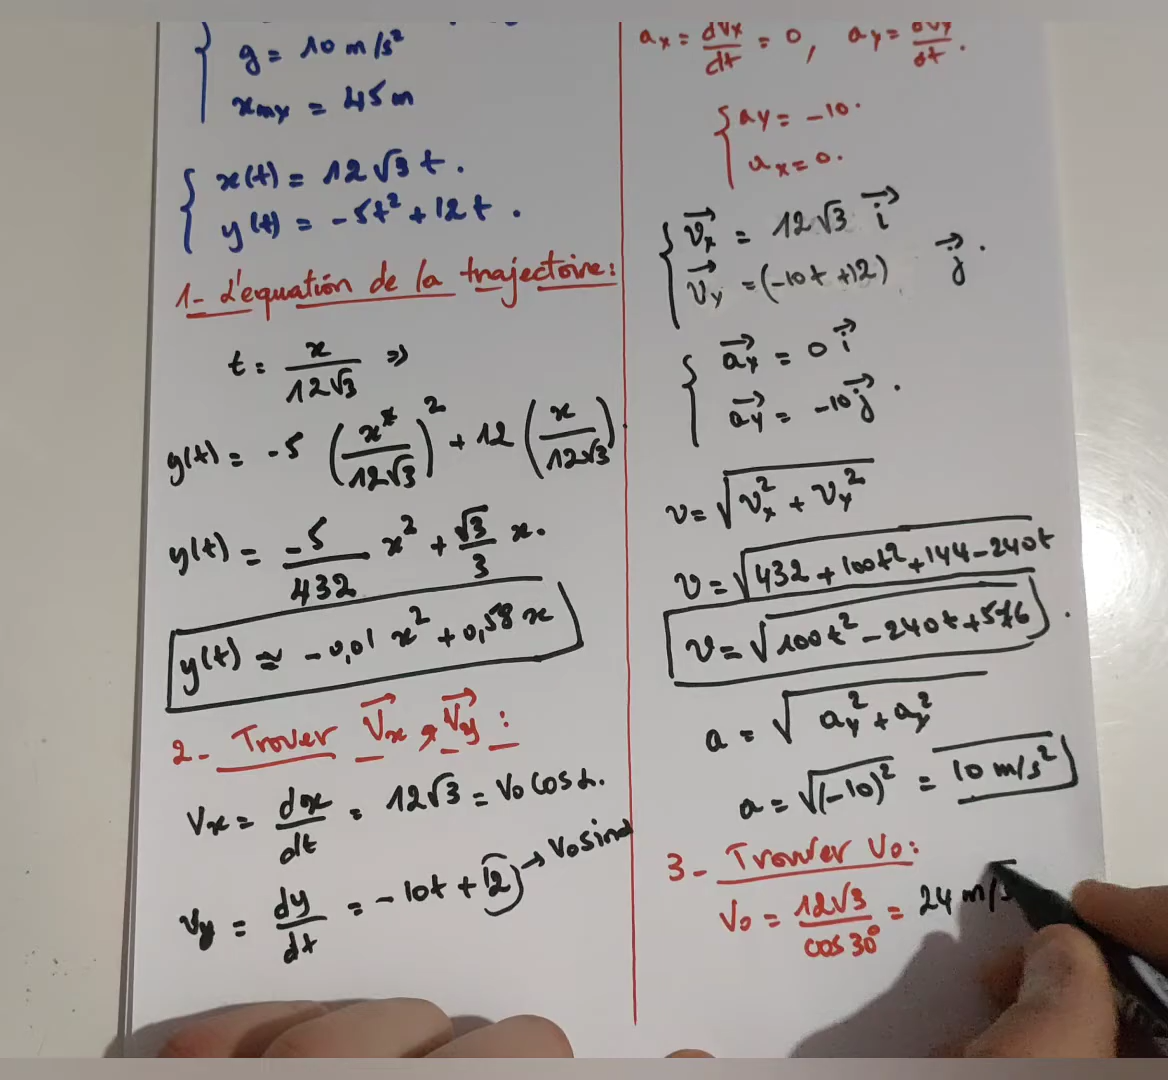 g = 10 m/s²
xmax = 45 m
x(t) = 12√3 t.
y(t) = -5t² + 12t.
1- L'equation de la trajectoire:
t = x/12√3 ⇒
y(t) = -5 (x/12√3)² + 12 (x/12√3)
y(t) = -5/432 x² + √3/3 x.
y(t) ≃ -0,01 x² + 0,58 x
2- Trover Vx, Vy:
Vx = dx/dt = 12√3 = V0 cos α.
Vy = dy/dt = -10t + 12 → V0 sin α
ax = dVx/dt = 0, ay = dVy/dt.
ay = -10.
ax = 0.
Vx = 12√3 i
Vy = (-10t + 12) j.
ax = 0 i
ay = -10 j.
v = √Vx² + Vy²
v = √432 + 100t² + 144 - 240t
v = √100t² - 240t + 576.
a = √ax² + ay²
a = √(-10)² = 10 m/s²
3- Trouver V0:
V0 = 12√3/cos 30° = 24 m/s